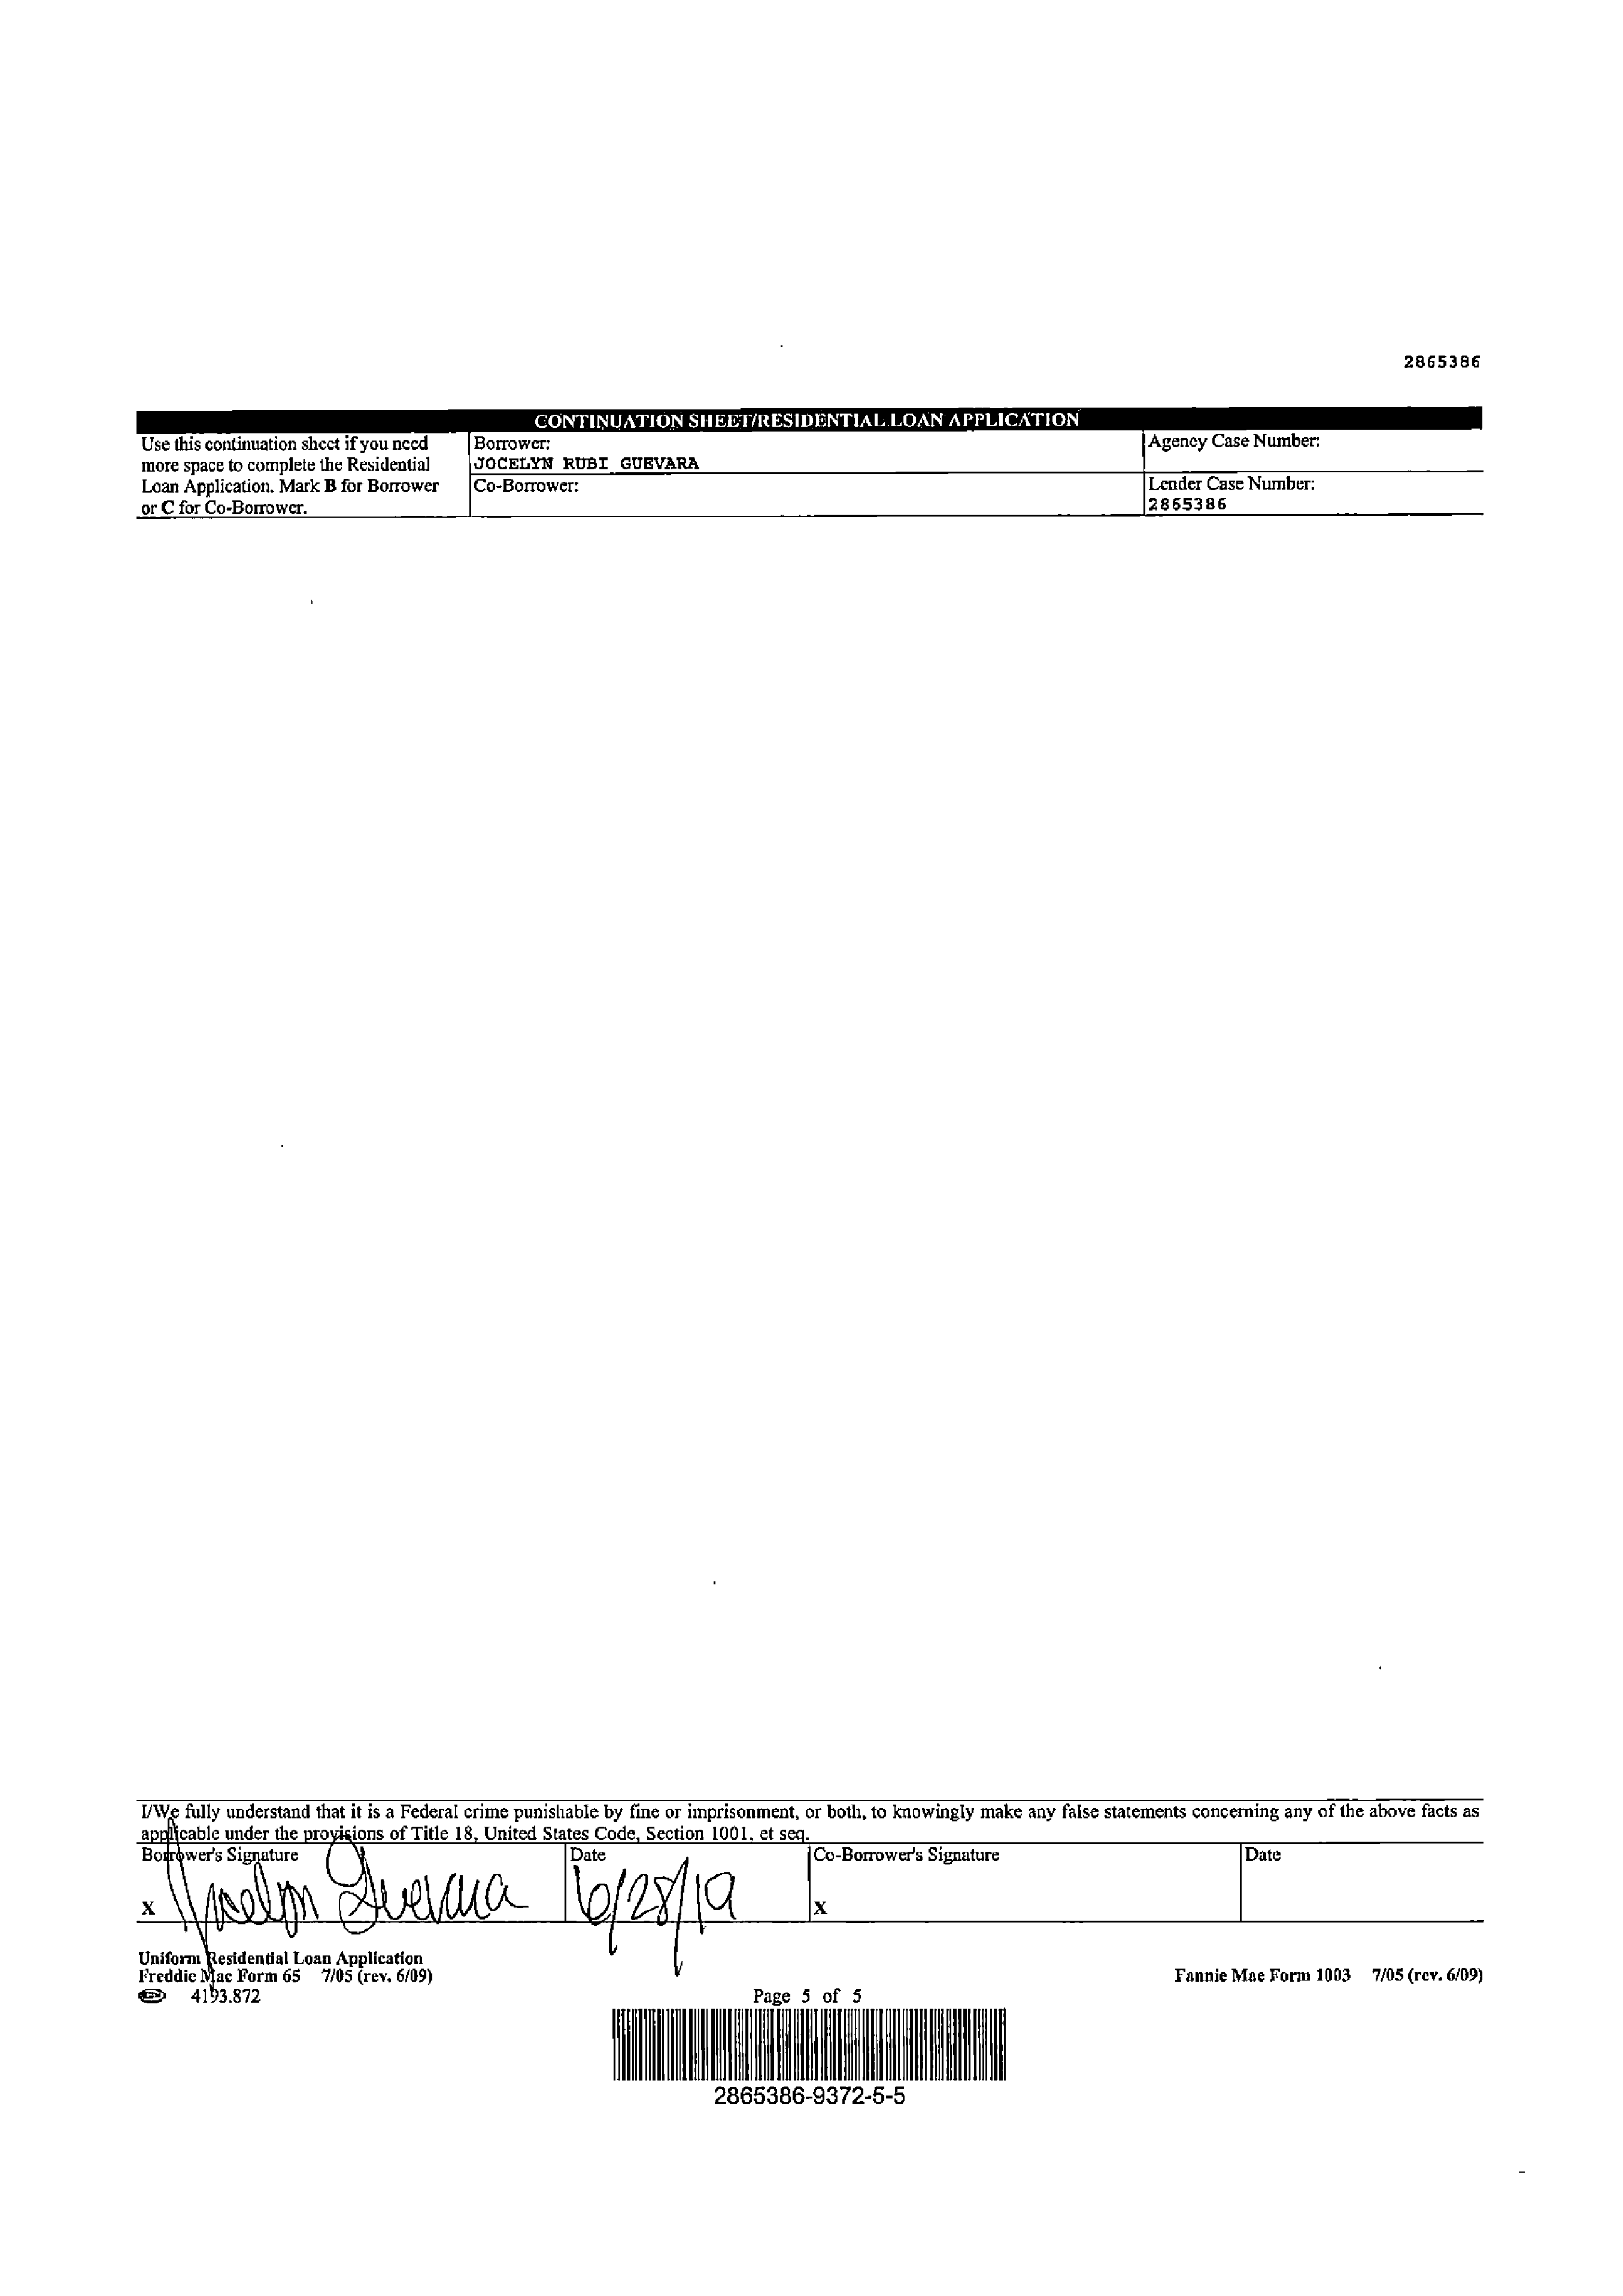 2865386
CONTINUATION SHEET/RESIDENTIAL LOAN APPLICATION
Use this continuation sheet if you need
more space to complete the Residential
Loan Application. Mark B for Borrower
or C for Co-Borrower.
Borrower:
JOCELYN RUBI GUEVARA
Co-Borrower:
Agency Case Number:
Lender Case Number:
2865386
I/We fully understand that it is a Federal crime punishable by fine or imprisonment, or both, to knowingly make any false statements concerning any of the above facts as
applicable under the provisions of Title 18, United States Code, Section 1001, et seq.
Borrower's Signature
X Jocelyn Guevara
Date
6/28/19
Co-Borrower's Signature
X
Date
Uniform Residential Loan Application
Freddie Mac Form 65 7/05 (rev. 6/09)
4193.872
Fannie Mae Form 1003 7/05 (rev. 6/09)
Page 5 of 5
2865386-9372-5-5